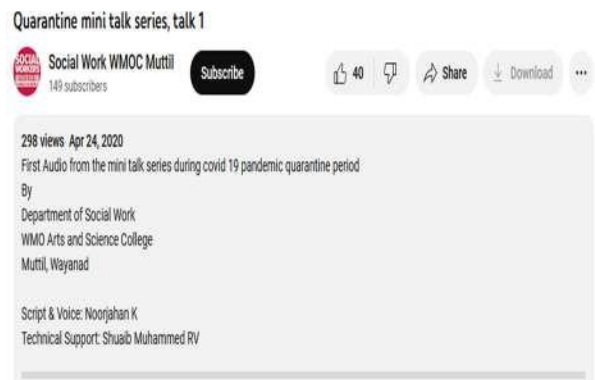 Quarantine mini talk series, talk 1
SOCIAL
WORKERS
Social Work WMOC Muttil
149 subscribers
Subscribe
40
Share
Download
298 views Apr 24, 2020
First Audio from the mini talk series during covid 19 pandemic quarantine period
By
Department of Social Work
WMO Arts and Science College
Muttil, Wayanad
Script & Voice: Noorjahan K
Technical Support: Shuaib Muhammed RV